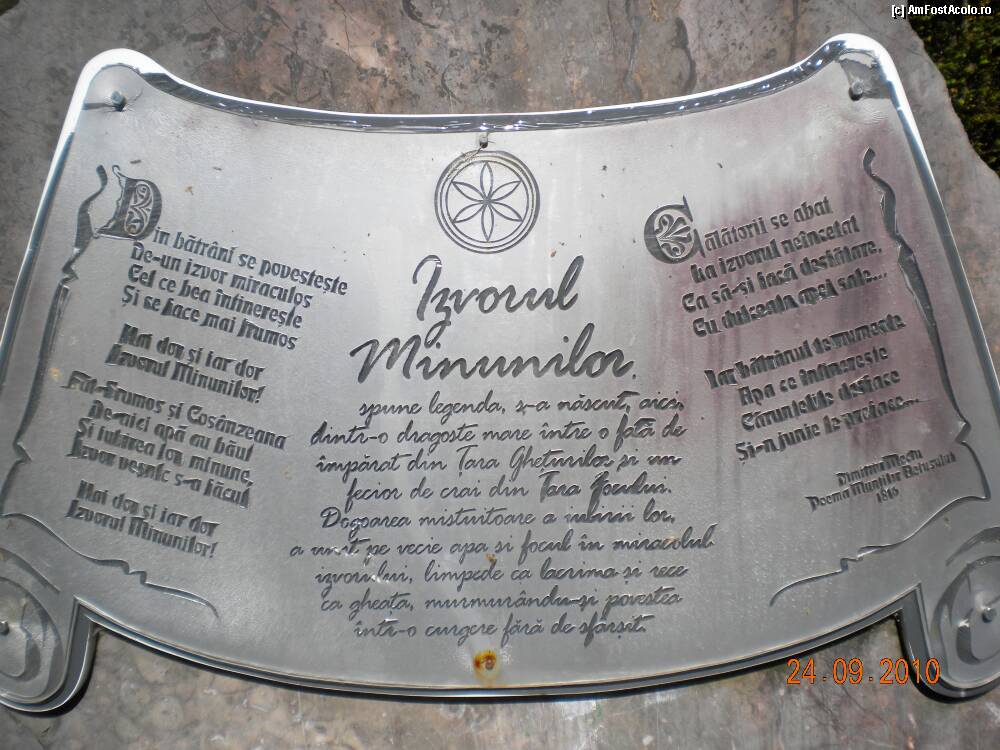 [c] AmFostAcolo.ro
Din bătrâni se povestește
De-un izvor miraculos
Cel ce bea întinerește
Și se face mai frumos
Hai dor și iar dor
Izvorul Minunilor!
Făt-Frumos și Cosânzeana
De-aici apă au băut
Și iubirea lor, minune,
Izvor veșnic s-a făcut
Hai dor și iar dor
Izvorul Minunilor!
Izvorul
Minunilor,
spune legenda, s-a născut, aici,
dintr-o dragoste mare între o fată de
împărat din Țara Ghețurilor și un
fecior de crai din Țara Focului.
Dogoarea mistuitoare a iubirii lor,
a unit pe vecie apa și focul în miracolul
izvorului, limpede ca lacrima și rece
ca gheața, murmurându-și povestea
într-o curgere fără de sfârșit.
Călătorii se abat
La izvorul neîncetat
Ca să-și facă desfătare,
Cu dulceața apei sale...
Iar bătrânul te
Apa ce întinerește
Căruntețile desface
Și-n junie le preface...
Dimitrie Meciu
Poema Munților Beiușului
24.09.2010